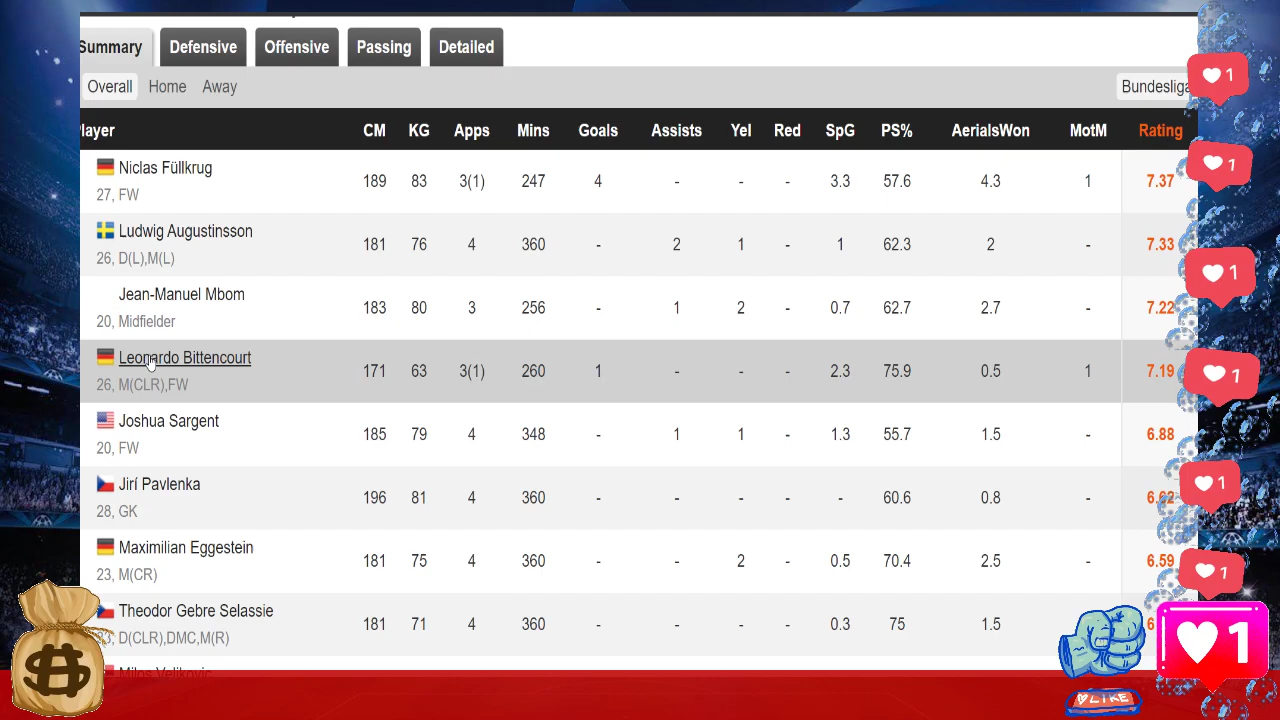 Summary Defensive Offensive Passing Detailed
Overall Home Away Bundesliga
Player CM KG Apps Mins Goals Assists Yel Red SpG PS% AerialsWon MotM Rating
Niclas Füllkrug
27, FW 189 83 3(1) 247 4 - - - 3.3 57.6 4.3 1 7.37
Ludwig Augustinsson
26, D(L),M(L) 181 76 4 360 - 2 1 - 1 62.3 2 - 7.33
Jean-Manuel Mbom
20, Midfielder 183 80 3 256 - 1 2 - 0.7 62.7 2.7 - 7.22
Leonardo Bittencourt
26, M(CLR),FW 171 63 3(1) 260 1 - - - 2.3 75.9 0.5 1 7.19
Joshua Sargent
20, FW 185 79 4 348 - 1 1 - 1.3 55.7 1.5 - 6.88
Jirí Pavlenka
28, GK 196 81 4 360 - - - - - 60.6 0.8 - 6.62
Maximilian Eggestein
23, M(CR) 181 75 4 360 - - 2 - 0.5 70.4 2.5 - 6.59
Theodor Gebre Selassie
33, D(CLR),DMC,M(R) 181 71 4 360 - - - - 0.3 75 1.5 -
Milos Veljkovic
1
1
1
1
1
1
1
LIKE